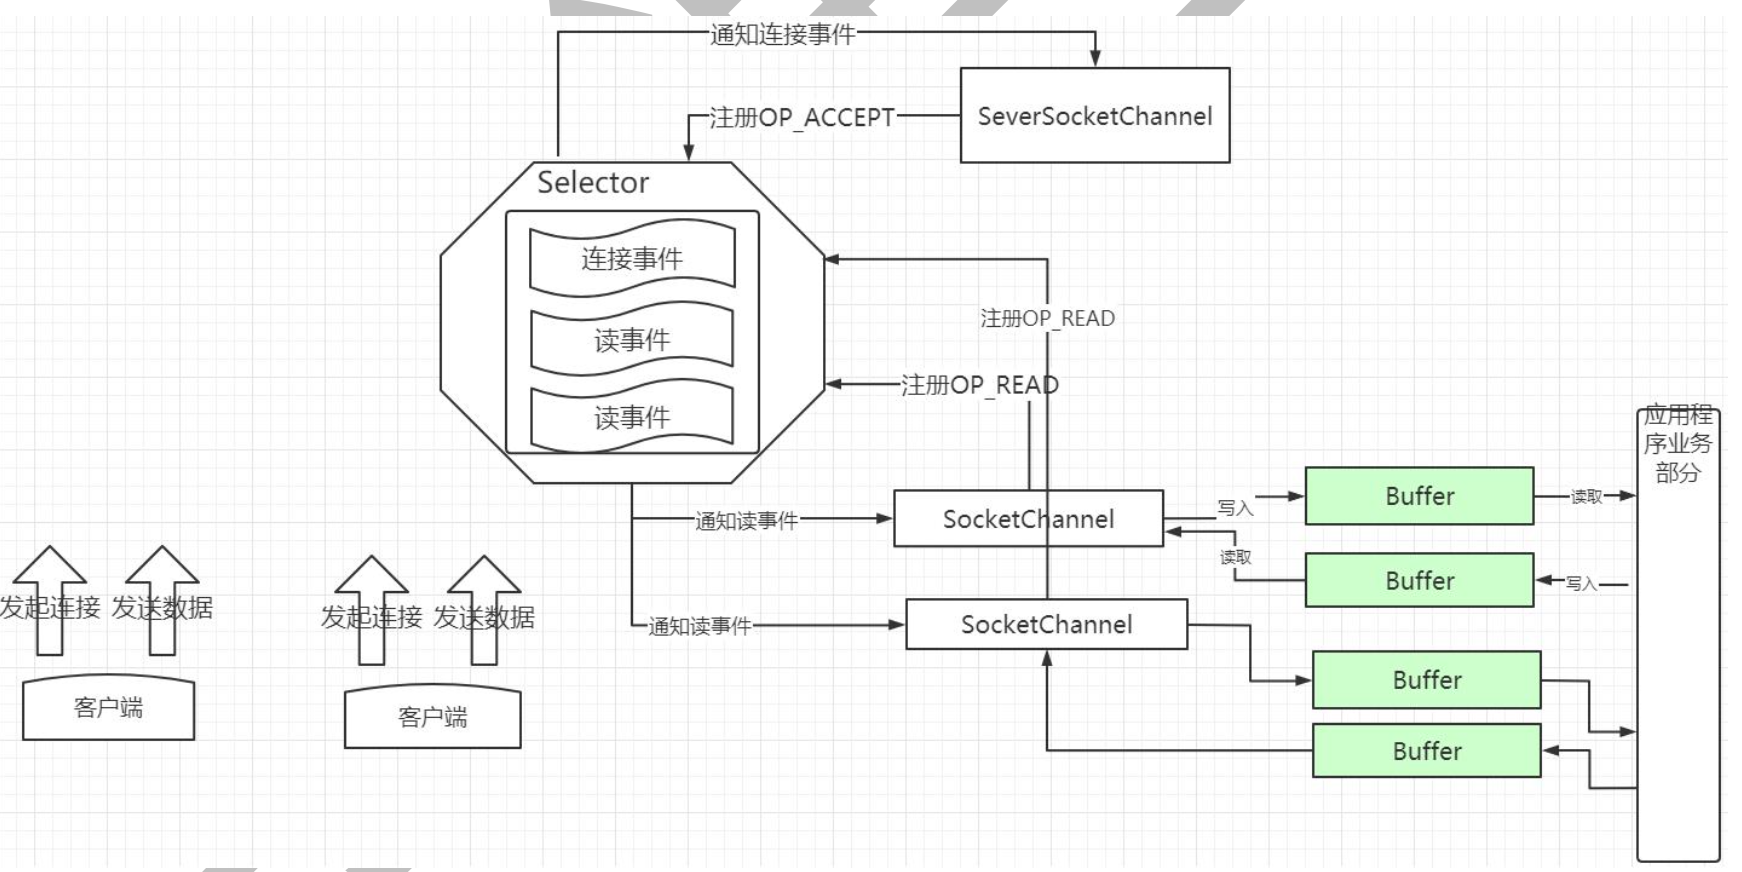 通知连接事件
注册OP_ACCEPT
SeverSocketChannel
Selector
连接事件
读事件
读事件
注册OP_READ
注册OP_READ
应用程
序业务
部分
通知读事件
SocketChannel
写入
Buffer
读取
读取
Buffer
写入
发起连接
发送数据
发起连接
发送数据
通知读事件
SocketChannel
Buffer
Buffer
客户端
客户端